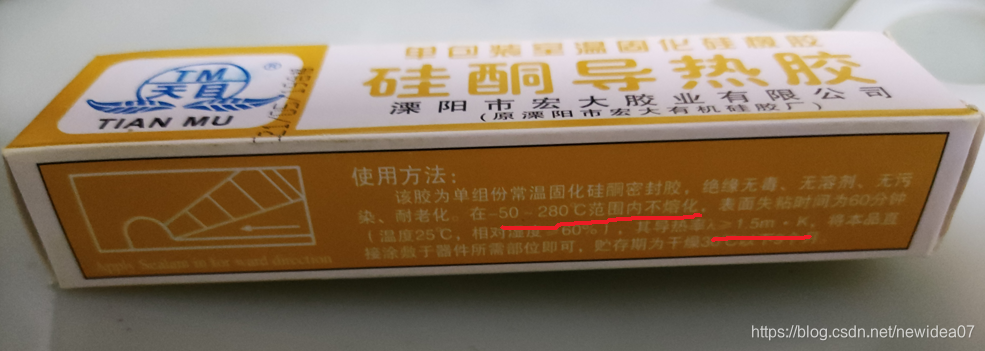 单包装室温固化硅橡胶
硅酮导热胶
溧阳市宏大胶业有限公司
(原溧阳市宏大有机硅胶厂)
TM
天目
®
TIAN MU
使用方法:
该胶为单组份常温固化硅酮密封胶,绝缘无毒、无溶剂、无污
染、耐老化。在-50~280℃范围内不熔化。表面失粘时间为60分钟
(温度25℃,相对湿度 60%),其导热率 ≥1.5m·K,将本品直
接涂敷于器件所需部位即可,贮存期为干燥
Apply Sealant in for ward direction
https://blog.csdn.net/newidea07